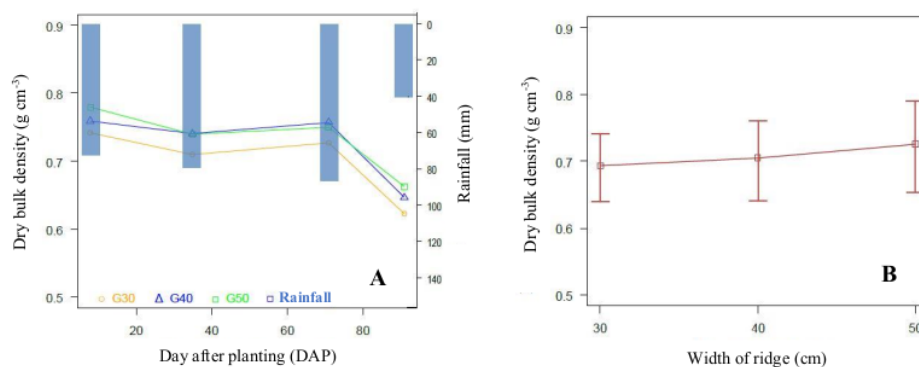 0.9
0.8
0.7
0.6
0.5
Dry bulk density (g cm⁻³)
0
20
40
60
80
100
120
140
Rainfall (mm)
G30
G40
G50
Rainfall
A
20
40
60
80
Day after planting (DAP)
0.9
0.8
0.7
0.6
0.5
Dry bulk density (g cm⁻³)
B
30
40
50
Width of ridge (cm)